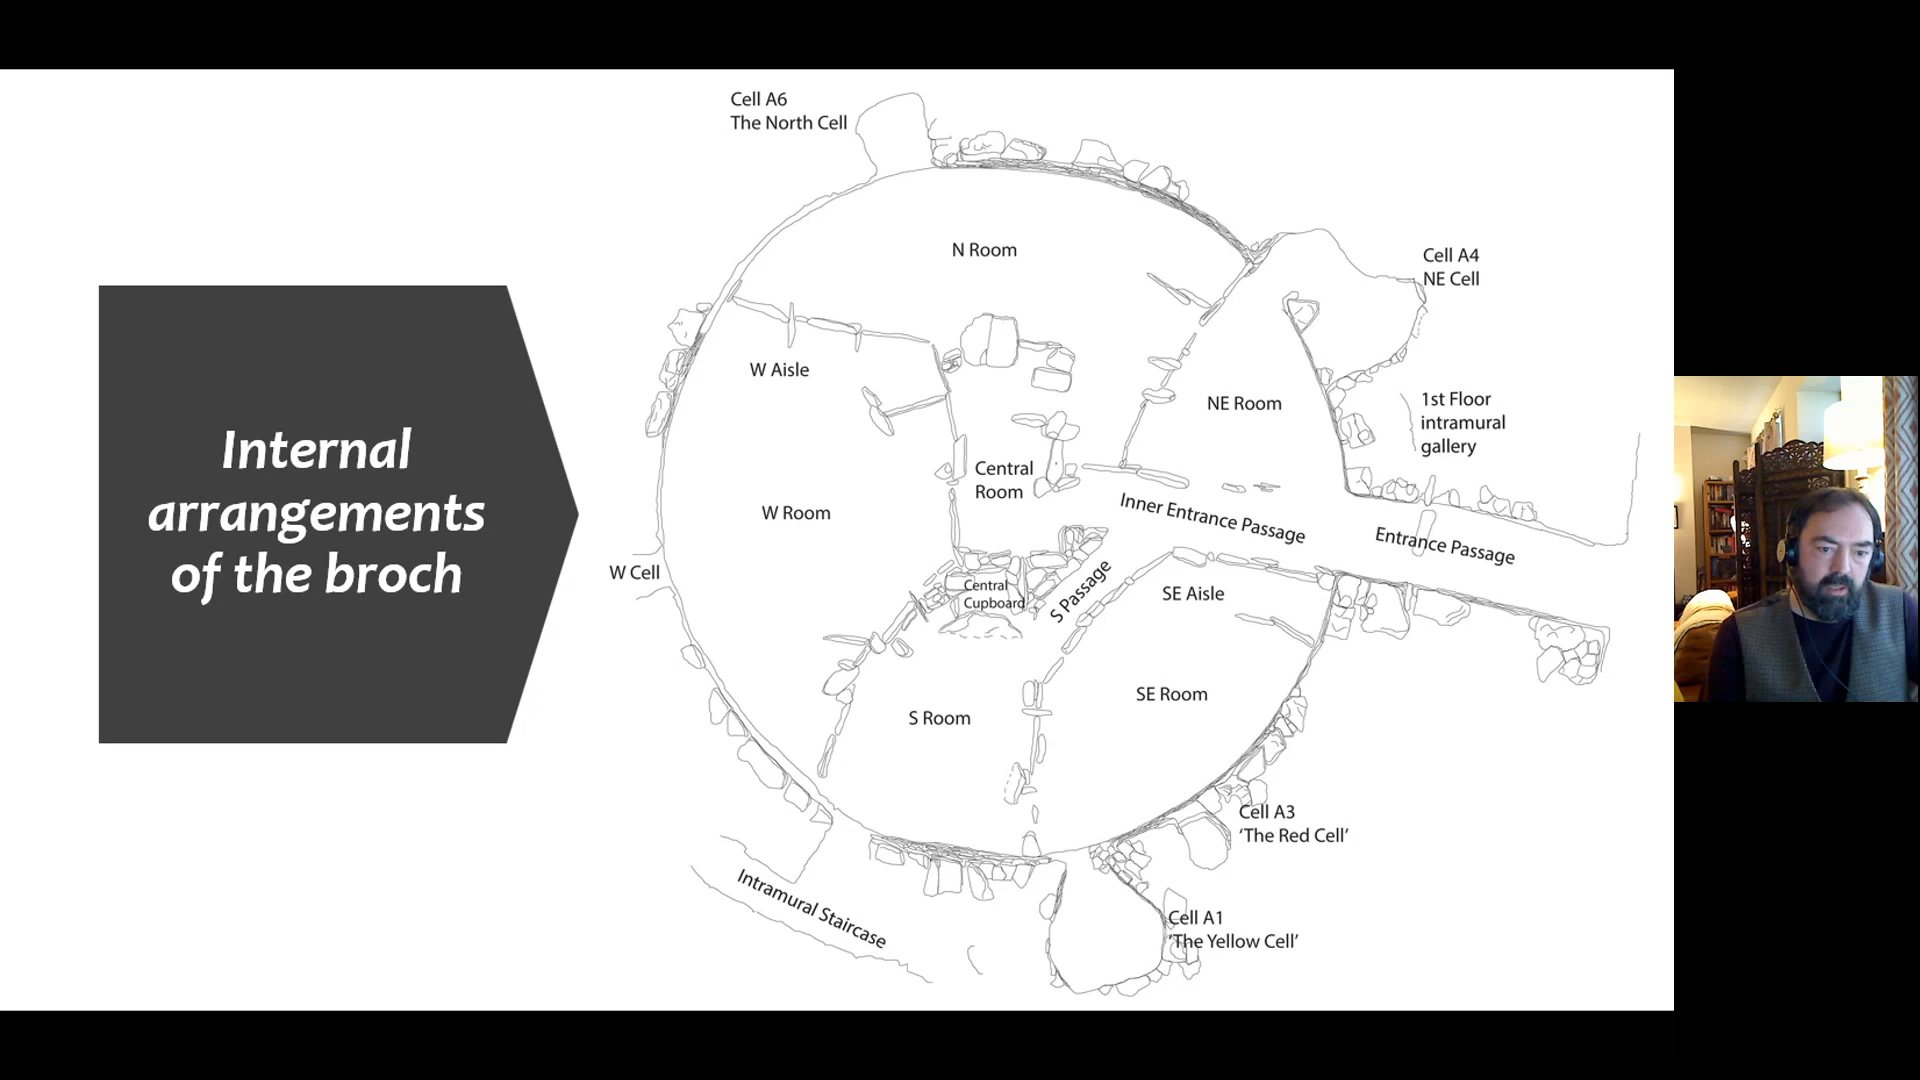 Internal
arrangements
of the broch
Cell A6
The North Cell
N Room
Cell A4
NE Cell
W Aisle
NE Room
1st Floor
intramural
gallery
Central
Room
W Room
Inner Entrance Passage
Entrance Passage
W Cell
Central
Cupboard
S Passage
SE Aisle
SE Room
S Room
Cell A3
‘The Red Cell’
Intramural Staircase
Cell A1
‘The Yellow Cell’